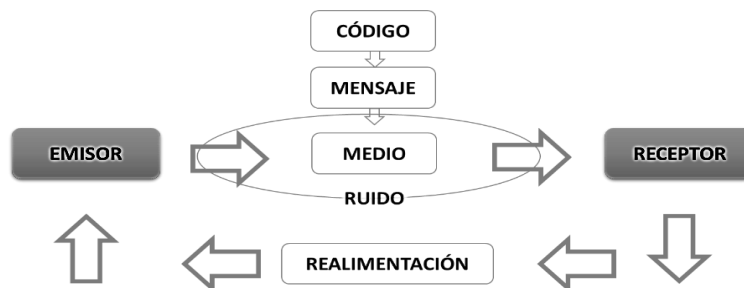 CÓDIGO
MENSAJE
EMISOR
MEDIO
RECEPTOR
RUIDO
REALIMENTACIÓN